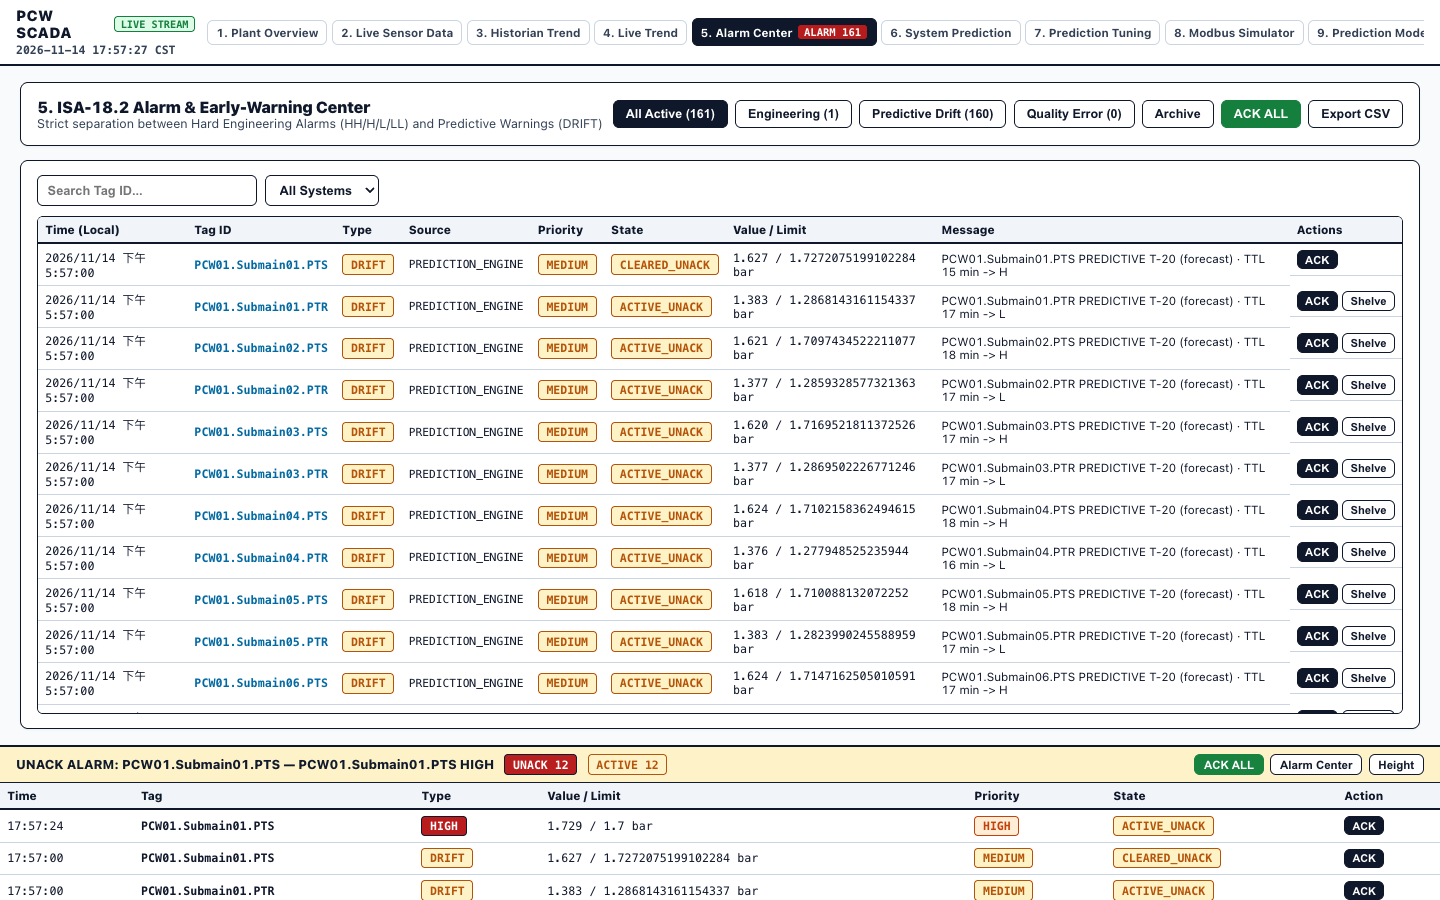 PCW SCADA
LIVE STREAM
2026−11−14 17:57:27 CST
1. Plant Overview
2. Live Sensor Data
3. Historian Trend
4. Live Trend
5. Alarm Center ALARM 161
6. System Prediction
7. Prediction Tuning
8. Modbus Simulator
9. Prediction Mode
5. ISA-18.2 Alarm & Early-Warning Center
Strict separation between Hard Engineering Alarms (HH/H/L/LL) and Predictive Warnings (DRIFT)
All Active (161)
Engineering (1)
Predictive Drift (160)
Quality Error (0)
Archive
ACK ALL
Export CSV
Search Tag ID...
All Systems
Time (Local) Tag ID Type Source Priority State Value / Limit Message Actions
2026/11/14 下午 5:57:00 PCW01.Submain01.PTS DRIFT PREDICTION_ENGINE MEDIUM CLEARED_UNACK 1.627 / 1.7272075199102284 bar PCW01.Submain01.PTS PREDICTIVE T-20 (forecast) · TTL 15 min -> H ACK
2026/11/14 下午 5:57:00 PCW01.Submain01.PTR DRIFT PREDICTION_ENGINE MEDIUM ACTIVE_UNACK 1.383 / 1.2868143161154337 bar PCW01.Submain01.PTR PREDICTIVE T-20 (forecast) · TTL 17 min -> L ACK Shelve
2026/11/14 下午 5:57:00 PCW01.Submain02.PTS DRIFT PREDICTION_ENGINE MEDIUM ACTIVE_UNACK 1.621 / 1.7097434522211077 bar PCW01.Submain02.PTS PREDICTIVE T-20 (forecast) · TTL 18 min -> H ACK Shelve
2026/11/14 下午 5:57:00 PCW01.Submain02.PTR DRIFT PREDICTION_ENGINE MEDIUM ACTIVE_UNACK 1.377 / 1.2859328577321363 bar PCW01.Submain02.PTR PREDICTIVE T-20 (forecast) · TTL 17 min -> L ACK Shelve
2026/11/14 下午 5:57:00 PCW01.Submain03.PTS DRIFT PREDICTION_ENGINE MEDIUM ACTIVE_UNACK 1.620 / 1.7169521811372526 bar PCW01.Submain03.PTS PREDICTIVE T-20 (forecast) · TTL 17 min -> H ACK Shelve
2026/11/14 下午 5:57:00 PCW01.Submain03.PTR DRIFT PREDICTION_ENGINE MEDIUM ACTIVE_UNACK 1.377 / 1.2869502226771246 bar PCW01.Submain03.PTR PREDICTIVE T-20 (forecast) · TTL 17 min -> L ACK Shelve
2026/11/14 下午 5:57:00 PCW01.Submain04.PTS DRIFT PREDICTION_ENGINE MEDIUM ACTIVE_UNACK 1.624 / 1.7102158362494615 bar PCW01.Submain04.PTS PREDICTIVE T-20 (forecast) · TTL 18 min -> H ACK Shelve
2026/11/14 下午 5:57:00 PCW01.Submain04.PTR DRIFT PREDICTION_ENGINE MEDIUM ACTIVE_UNACK 1.376 / 1.277948525235944 bar PCW01.Submain04.PTR PREDICTIVE T-20 (forecast) · TTL 16 min -> L ACK Shelve
2026/11/14 下午 5:57:00 PCW01.Submain05.PTS DRIFT PREDICTION_ENGINE MEDIUM ACTIVE_UNACK 1.618 / 1.710088132072252 bar PCW01.Submain05.PTS PREDICTIVE T-20 (forecast) · TTL 18 min -> H ACK Shelve
2026/11/14 下午 5:57:00 PCW01.Submain05.PTR DRIFT PREDICTION_ENGINE MEDIUM ACTIVE_UNACK 1.383 / 1.2823990245588959 bar PCW01.Submain05.PTR PREDICTIVE T-20 (forecast) · TTL 17 min -> L ACK Shelve
2026/11/14 下午 5:57:00 PCW01.Submain06.PTS DRIFT PREDICTION_ENGINE MEDIUM ACTIVE_UNACK 1.624 / 1.7147162505010591 bar PCW01.Submain06.PTS PREDICTIVE T-20 (forecast) · TTL 17 min -> H ACK Shelve
UNACK ALARM: PCW01.Submain01.PTS — PCW01.Submain01.PTS HIGH UNACK 12 ACTIVE 12 ACK ALL Alarm Center Height
Time Tag Type Value / Limit Priority State Action
17:57:24 PCW01.Submain01.PTS HIGH 1.729 / 1.7 bar HIGH ACTIVE_UNACK ACK
17:57:00 PCW01.Submain01.PTS DRIFT 1.627 / 1.7272075199102284 bar MEDIUM CLEARED_UNACK ACK
17:57:00 PCW01.Submain01.PTR DRIFT 1.383 / 1.2868143161154337 bar MEDIUM ACTIVE_UNACK ACK